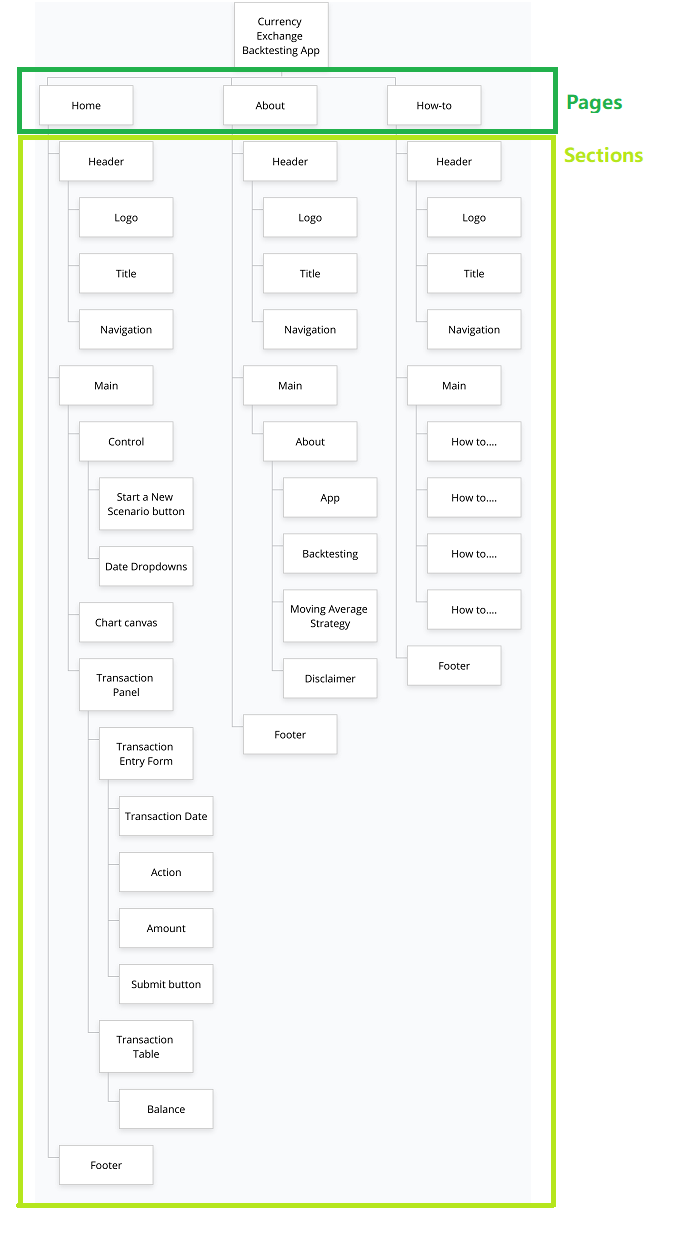 Currency
Exchange
Backtesting App
Pages
Home
About
How-to
Sections
Header
Logo
Title
Navigation
Main
Control
Start a New
Scenario button
Date Dropdowns
Chart canvas
Transaction
Panel
Transaction
Entry Form
Transaction Date
Action
Amount
Submit button
Transaction
Table
Balance
Footer
Header
Logo
Title
Navigation
Main
About
App
Backtesting
Moving Average
Strategy
Disclaimer
Footer
Header
Logo
Title
Navigation
Main
How to....
How to....
How to....
How to....
Footer